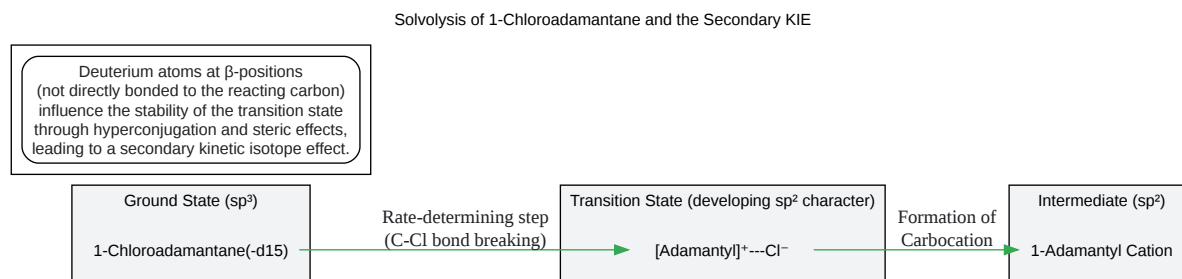 Solvolysis of 1-Chloroadamantane and the Secondary KIE
Deuterium atoms at β-positions
(not directly bonded to the reacting carbon)
influence the stability of the transition state
through hyperconjugation and steric effects,
leading to a secondary kinetic isotope effect.
Ground State (sp³)
1-Chloroadamantane(-d15)
Rate-determining step
(C-Cl bond breaking)
Transition State (developing sp² character)
[Adamantyl]⁺---Cl⁻
Formation of
Carbocation
Intermediate (sp²)
1-Adamantyl Cation